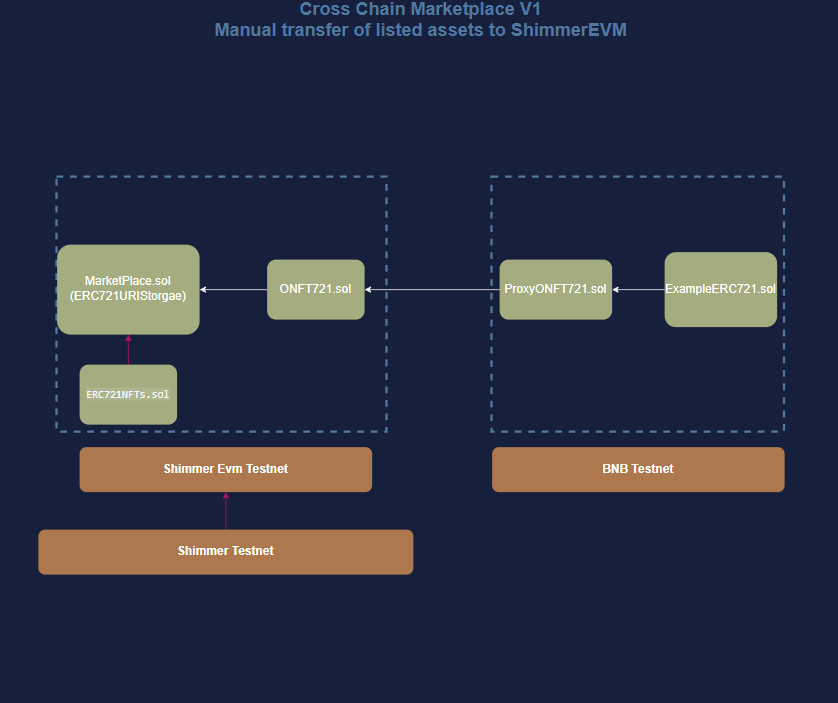 Cross Chain Marketplace V1
Manual transfer of listed assets to ShimmerEVM
MarketPlace.sol
(ERC721URIStorgae)
ONFT721.sol
ProxyONFT721.sol
ExampleERC721.sol
ERC721NFTs.sol
Shimmer Evm Testnet
BNB Testnet
Shimmer Testnet